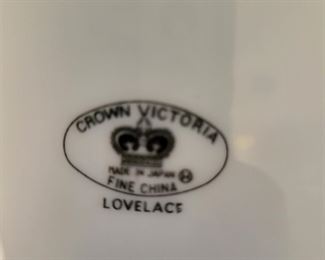 CROWN VICTORIA
MADE IN JAPAN
FINE CHINA
LOVELACE